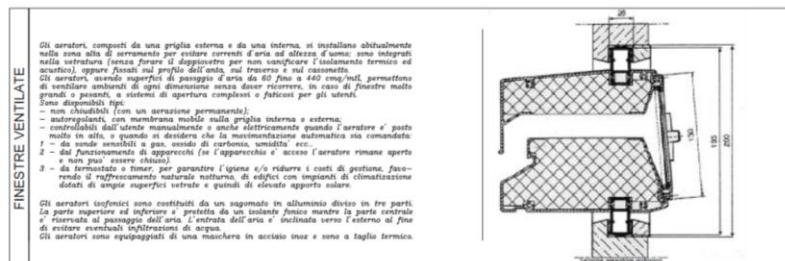 FINESTRE VENTILATE
Gli aeratori, composti da una griglia esterna e da una interna, si installano abitualmente
nella zona alta di serramento per evitare correnti d'aria ad altezza d'uomo; sono integrati
nella vetratura (senza forare il doppiovetro per non vanificare l'isolamento termico ed
acustico), oppure fissati sul profilo dell'anta, sul traverso e sul cassonetto.
Gli aeratori, avendo superfici di passggio d'aria da 60 fino a 440 cmq/mtl, permettono
di ventilare ambienti di ogni dimensione senza dover ricorrere, in caso di finestre molto
grandi o pesanti, a sistemi di apertura complessi o faticosi per gli utenti.
Sono disponibili tipi:
- non chiudibili (con un aerazione permanente);
- autoregolanti, con membrana mobile sulla griglia interna o esterna;
- controllabili dall'utente manualmente o anche elettricamente quando l'aeratore e' posto
molto in alto, o quando si desidera che la movimentazione automatica sia comandata:
1 - da sonde sensibili a gas, ossido di carbonio, umidita' ecc..
2 - dal funzionamento di apparecchi (se l'apparecchio e' acceso l'aeratore rimane aperto
e non puo' essere chiuso).
3 - da termostato o timer, per garantire l'igiene e/o ridurre i costi di gestione, favo-
rendo il raffrescamento naturale notturno, di edifici con impianti di climatizzazione
dotati di ampie superfici vetrate e quindi di elevato apporto solare.
Gli aeratori isofonici sono costituiti da un sagomato in alluminio diviso in tre parti.
La parte superiore ed inferiore e' pretetta da un isolante fonico mentre la parte centrale
e' riservata al passaggio dell'aria. L'entrata dell'aria e' inclinata verso l'esterno al fine
di evitare eventuali infiltrazioni di acqua.
Gli aeratori sono equipaggiati di una maschera in acciaio inox e sono a taglio termico.
28
130
195
200